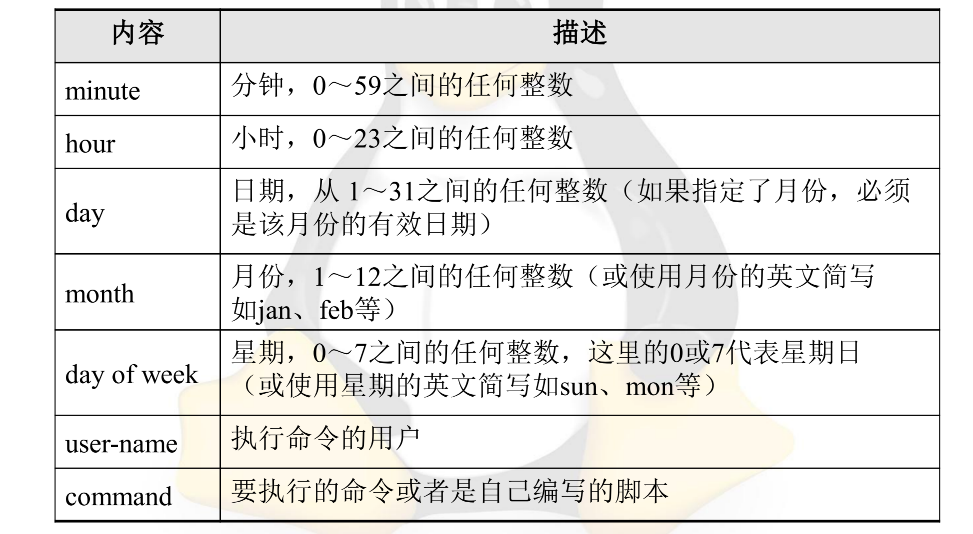 内容 描述
minute 分钟，0～59之间的任何整数
hour 小时，0～23之间的任何整数
day 日期，从 1～31之间的任何整数（如果指定了月份，必须
是该月份的有效日期）
month 月份，1～12之间的任何整数（或使用月份的英文简写
如jan、feb等）
day of week 星期，0～7之间的任何整数，这里的0或7代表星期日
（或使用星期的英文简写如sun、mon等）
user-name 执行命令的用户
command 要执行的命令或者是自己编写的脚本